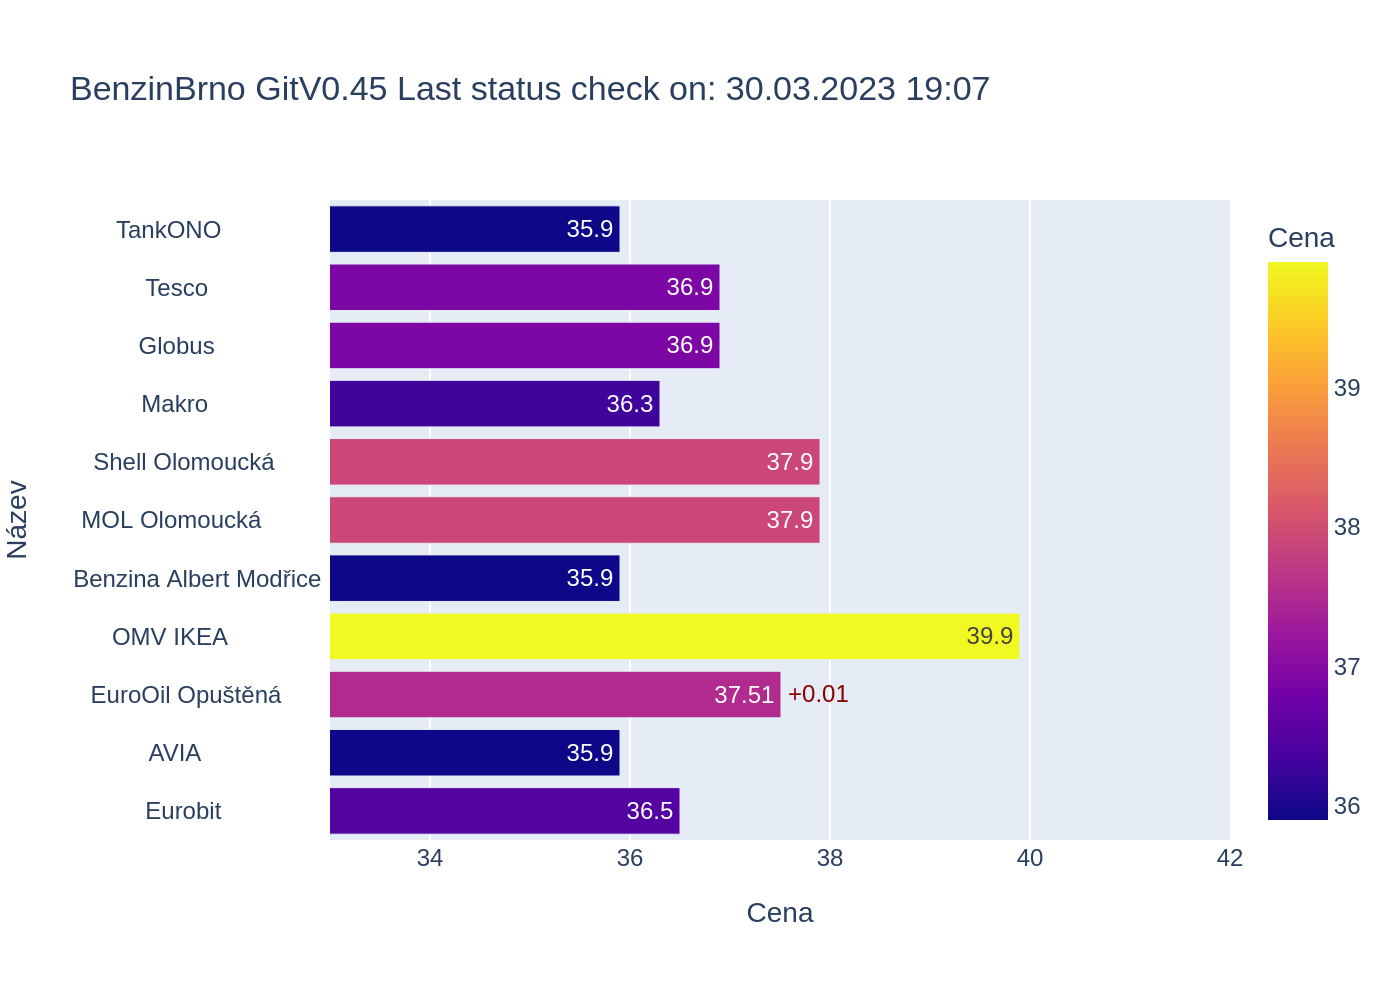 BenzinBrno GitV0.45 Last status check on: 30.03.2023 19:07
Cena
TankONO 35.9
Tesco 36.9
Globus 36.9
Makro 36.3
Shell Olomoucká 37.9
MOL Olomoucká 37.9
Benzina Albert Modřice 35.9
OMV IKEA 39.9
EuroOil Opuštěná 37.51 +0.01
AVIA 35.9
Eurobit 36.5
Název
39
38
37
36
34 36 38 40 42
Cena